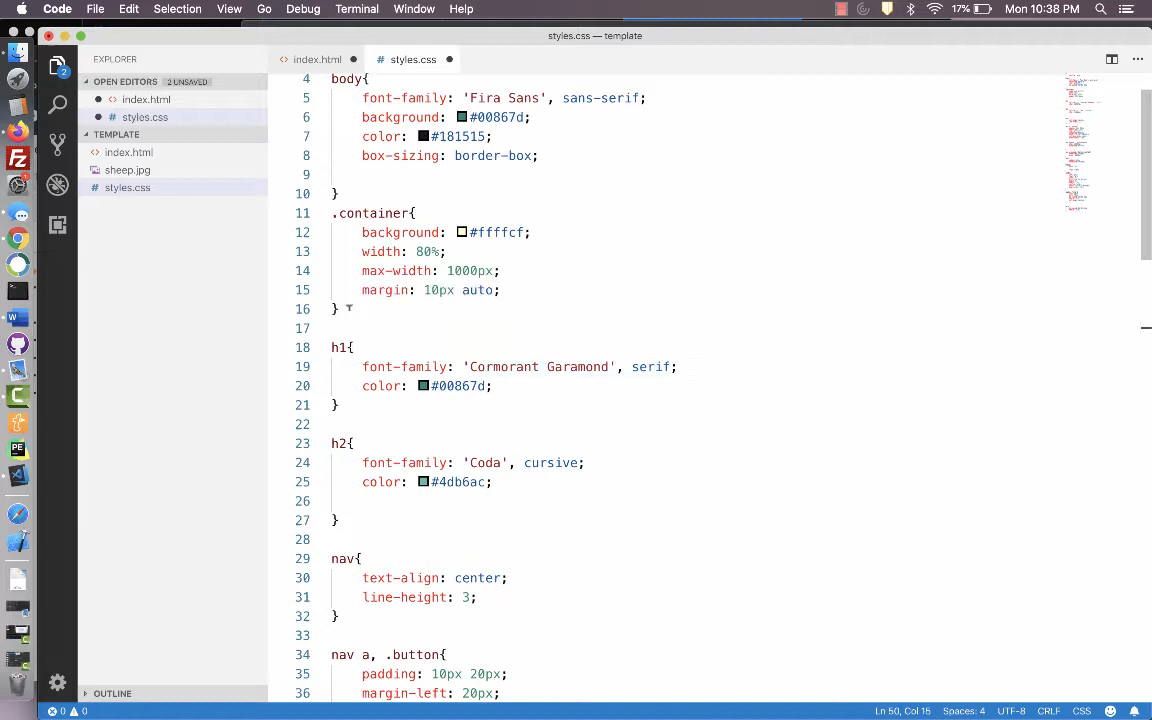 Code File Edit Selection View Go Debug Terminal Window Help 17% Mon 10:38 PM
styles.css — template
EXPLORER
<> index.html
# styles.css
OPEN EDITORS 2 UNSAVED
<> index.html
# styles.css
TEMPLATE
<> index.html
sheep.jpg
# styles.css
4 body{
5 font-family: 'Fira Sans', sans-serif;
6 background: #00867d;
7 color: #181515;
8 box-sizing: border-box;
9
10 }
11 .container{
12 background: #ffffcf;
13 width: 80%;
14 max-width: 1000px;
15 margin: 10px auto;
16 }
17
18 h1{
19 font-family: 'Cormorant Garamond', serif;
20 color: #00867d;
21 }
22
23 h2{
24 font-family: 'Coda', cursive;
25 color: #4db6ac;
26
27 }
28
29 nav{
30 text-align: center;
31 line-height: 3;
32 }
33
34 nav a, .button{
35 padding: 10px 20px;
36 margin-left: 20px;
OUTLINE
0 0 Ln 50, Col 15 Spaces: 4 UTF-8 CRLF CSS